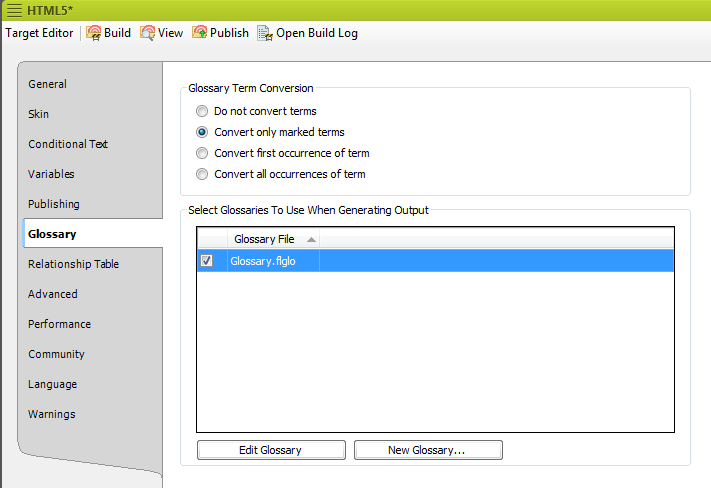 HTML5*
Target Editor Build View Publish Open Build Log
General
Skin
Conditional Text
Variables
Publishing
Glossary
Relationship Table
Advanced
Performance
Community
Language
Warnings
Glossary Term Conversion
Do not convert terms
Convert only marked terms
Convert first occurrence of term
Convert all occurrences of term
Select Glossaries To Use When Generating Output
Glossary File
Glossary.flglo
Edit Glossary New Glossary...